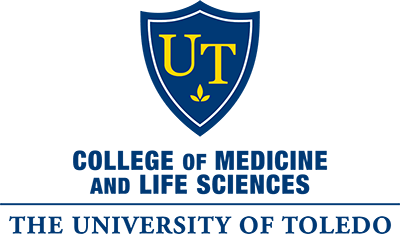 UT
COLLEGE OF MEDICINE
AND LIFE SCIENCES
THE UNIVERSITY OF TOLEDO